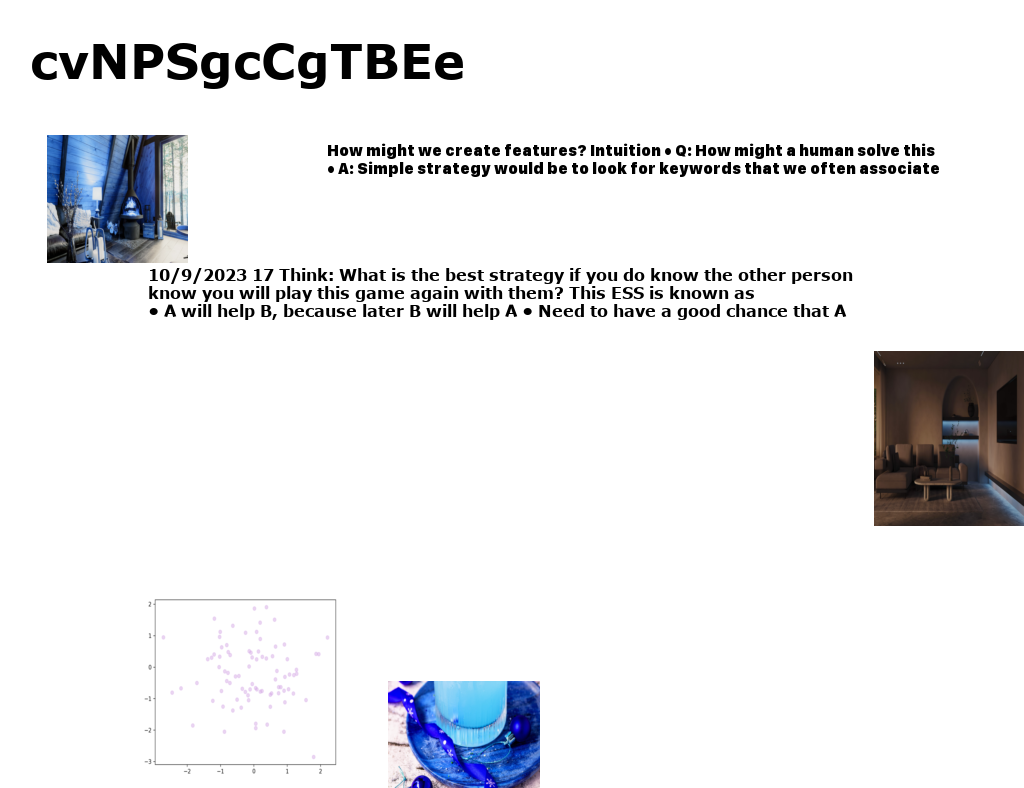 cvNPSgcCgTBEe
How might we create features? Intuition • Q: How might a human solve this
• A: Simple strategy would be to look for keywords that we often associate
10/9/2023 17 Think: What is the best strategy if you do know the other person
know you will play this game again with them? This ESS is known as
• A will help B, because later B will help A • Need to have a good chance that A
2
1
0
−1
−2
−3
−2 −1 0 1 2